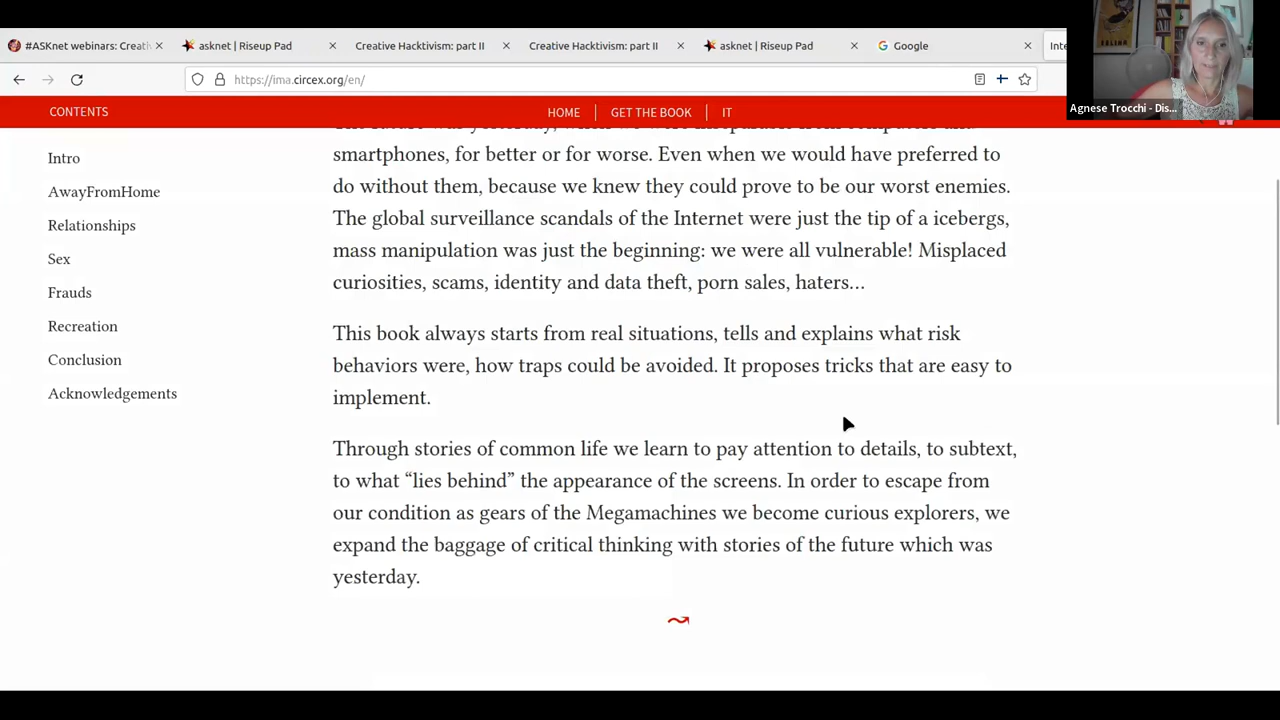 #ASKnet webinars: Creati
asknet | Riseup Pad
Creative Hacktivism: part II
Creative Hacktivism: part II
asknet | Riseup Pad
Google
Inte
https://ima.circex.org/en/
Agnese Trocchi - Dis...
CONTENTS
HOME
GET THE BOOK
IT
Intro
AwayFromHome
Relationships
Sex
Frauds
Recreation
Conclusion
Acknowledgements
smartphones, for better or for worse. Even when we would have preferred to
do without them, because we knew they could prove to be our worst enemies.
The global surveillance scandals of the Internet were just the tip of a icebergs,
mass manipulation was just the beginning: we were all vulnerable! Misplaced
curiosities, scams, identity and data theft, porn sales, haters…
This book always starts from real situations, tells and explains what risk
behaviors were, how traps could be avoided. It proposes tricks that are easy to
implement.
Through stories of common life we learn to pay attention to details, to subtext,
to what “lies behind” the appearance of the screens. In order to escape from
our condition as gears of the Megamachines we become curious explorers, we
expand the baggage of critical thinking with stories of the future which was
yesterday.